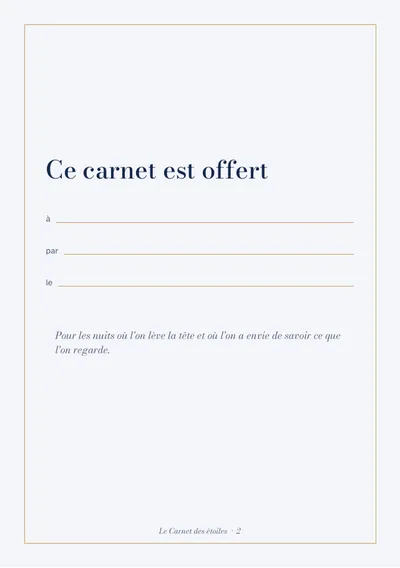 Ce carnet est offert
à
par
le
Pour les nuits où l'on lève la tête et où l'on a envie de savoir ce que
l'on regarde.
Le Carnet des étoiles · 2